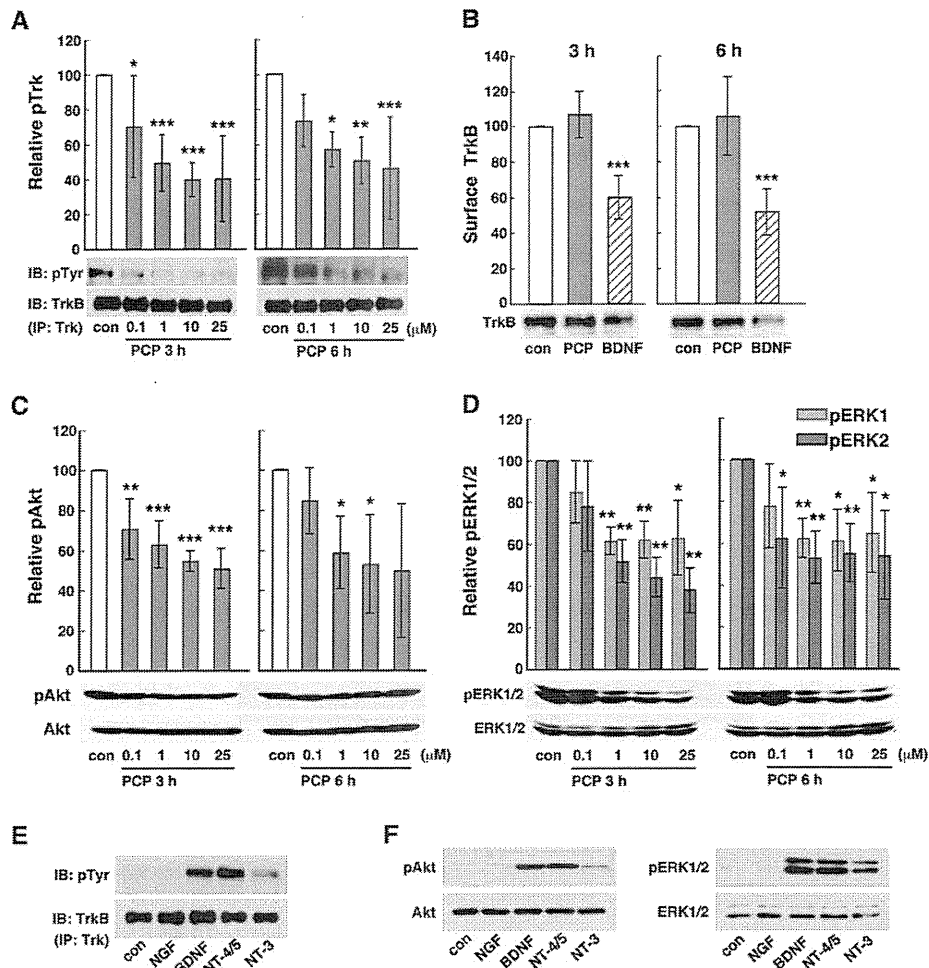 A
Relative pTrk
120
100
80
60
40
20
0
* *** *** ***
* ** ***
IB: pTyr
IB: TrkB
(IP: Trk) con 0.1 1 10 25 con 0.1 1 10 25 (μM)
PCP 3 h PCP 6 h
B
3 h 6 h
Surface TrkB
140
120
100
80
60
40
20
0
*** ***
TrkB
con PCP BDNF con PCP BDNF
C
Relative pAkt
120
100
80
60
40
20
0
** *** *** ***
* *
pAkt
Akt
con 0.1 1 10 25 con 0.1 1 10 25 (μM)
PCP 3 h PCP 6 h
D
pERK1
pERK2
Relative pERK1/2
120
100
80
60
40
20
0
** ** ** ** * **
* ** ** * ** * *
pERK1/2
ERK1/2
con 0.1 1 10 25 con 0.1 1 10 25 (μM)
PCP 3 h PCP 6 h
E
IB: pTyr
IB: TrkB
(IP: Trk)
con NGF BDNF NT-4/5 NT-3
F
pAkt
Akt
con NGF BDNF NT-4/5 NT-3
pERK1/2
ERK1/2
con NGF BDNF NT-4/5 NT-3